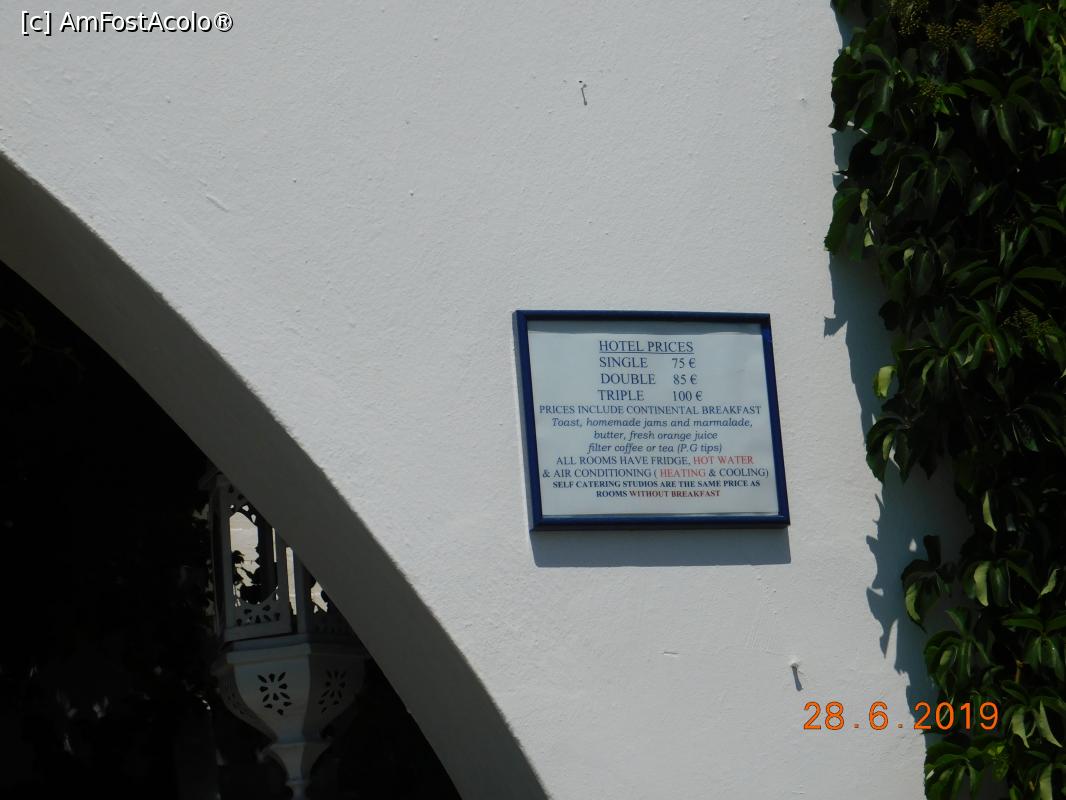 [c] AmFostAcolo®
HOTEL PRICES
SINGLE 75 €
DOUBLE 85 €
TRIPLE 100 €
PRICES INCLUDE CONTINENTAL BREAKFAST
Toast, homemade jams and marmalade,
butter, fresh orange juice
filter coffee or tea (P.G tips)
ALL ROOMS HAVE FRIDGE, HOT WATER
& AIR CONDITIONING ( HEATING & COOLING)
SELF CATERING STUDIOS ARE THE SAME PRICE AS
ROOMS WITHOUT BREAKFAST
28.6.2019